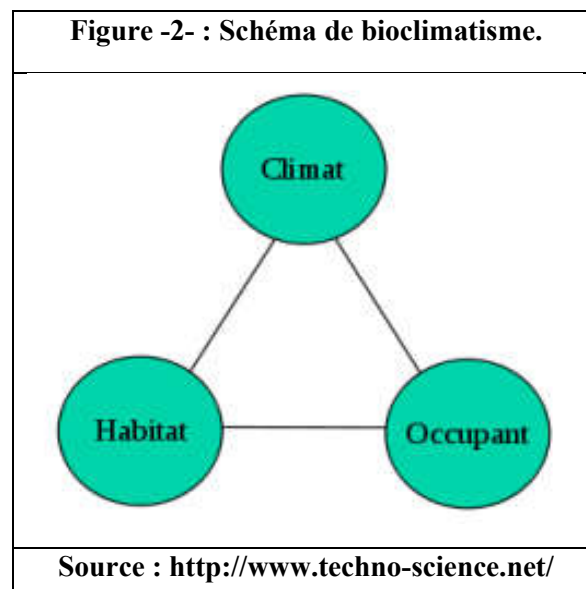 Figure -2- : Schéma de bioclimatisme.
Climat
Habitat
Occupant
Source : http://www.techno-science.net/